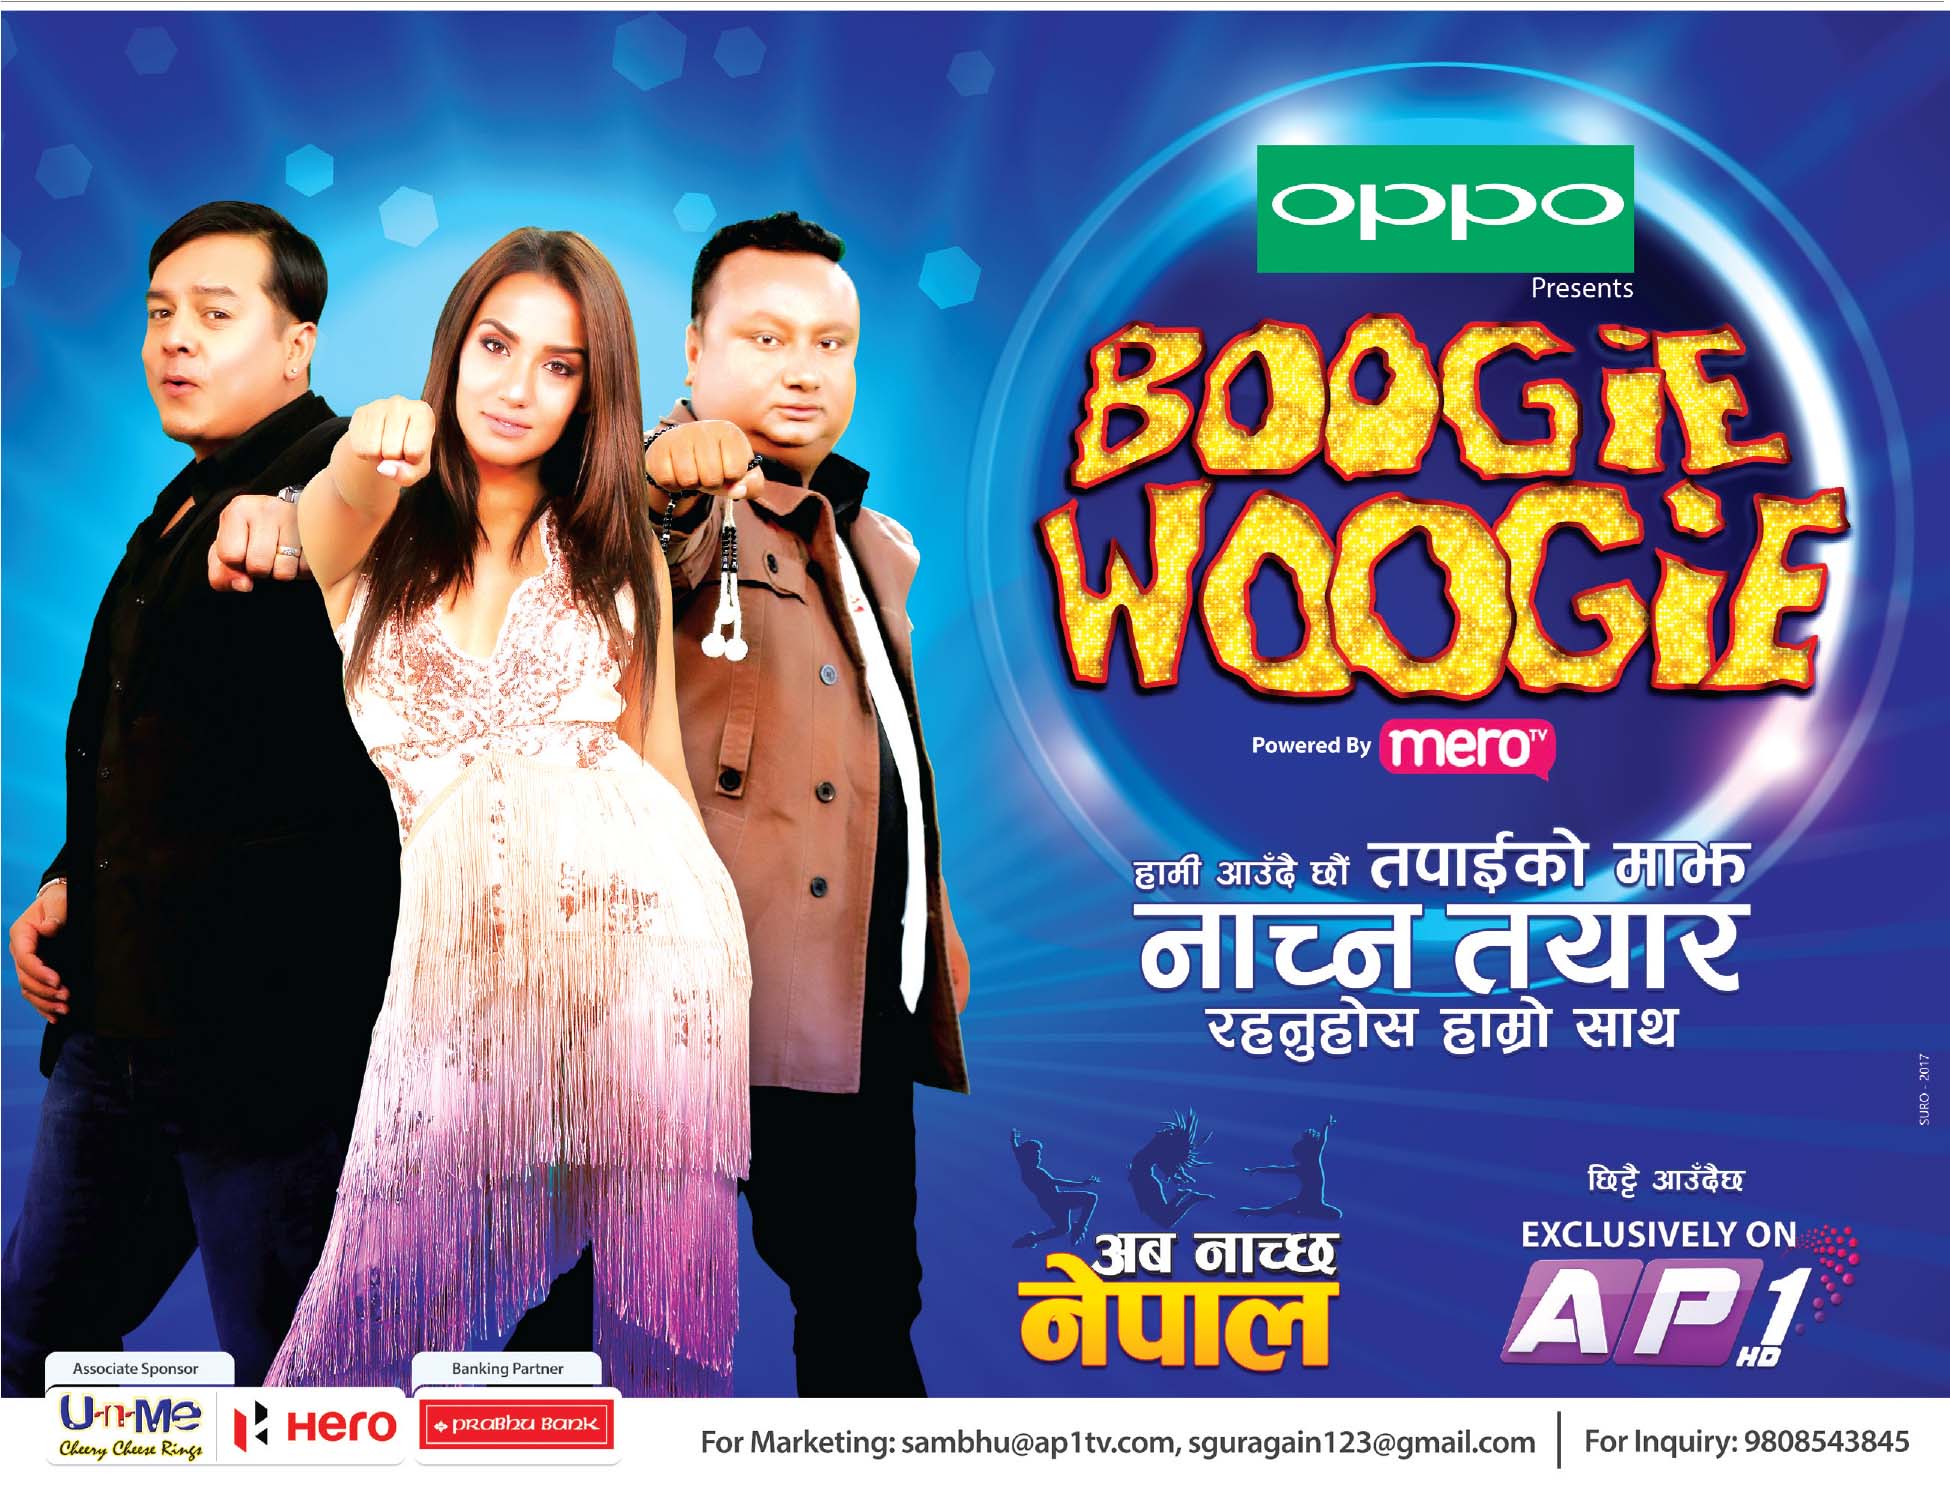 oppo
Presents
BOOGiE
WOOGiE
Powered By mero TV
हामी आउँदै छौं तपाईको माझ
नाच्न तयार
रहनुहोस हाम्रो साथ
SURO - 2017
अब नाच्छ
नेपाल
छिट्टै आउँदैछ
EXCLUSIVELY ON
AP1
HD
Associate Sponsor
U-n-Me
Cheery Cheese Rings
Hero
Banking Partner
PRABHU BANK
For Marketing: sambhu@ap1tv.com, sguragain123@gmail.com | For Inquiry: 9808543845